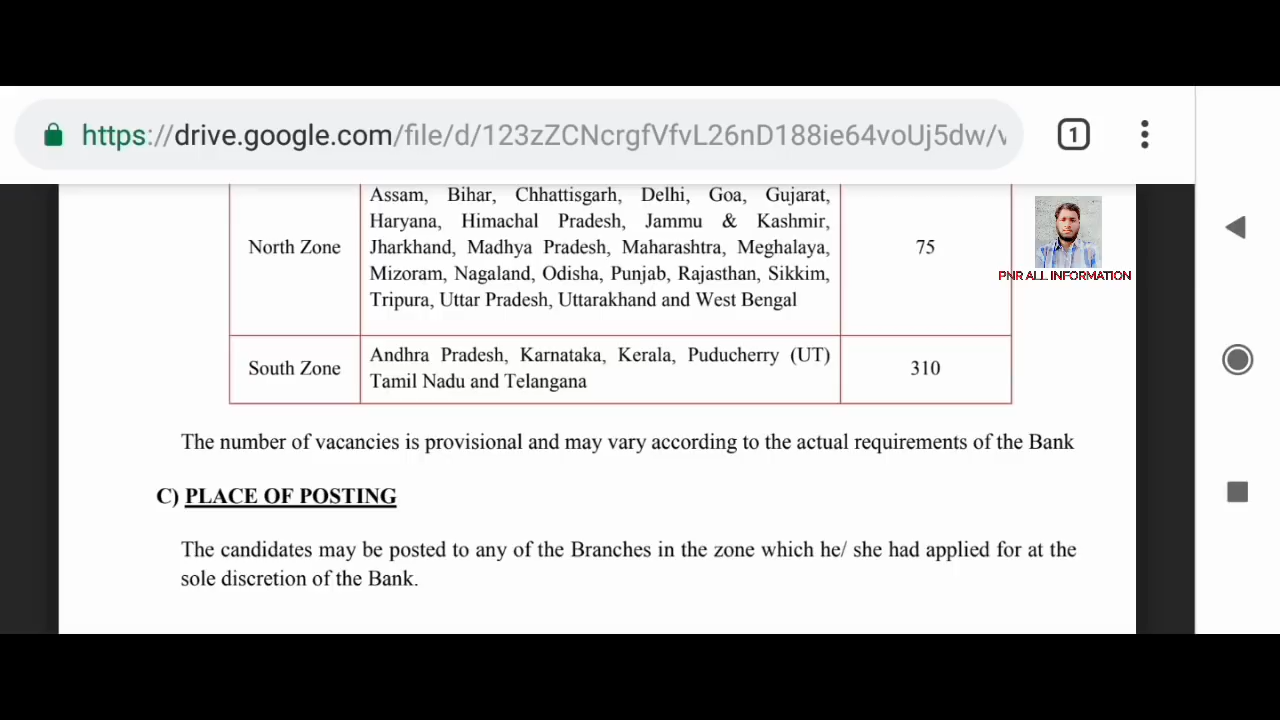 https://drive.google.com/file/d/123zZCNcrgfVfvL26nD188ie64voUj5dw/v
1
Assam, Bihar, Chhattisgarh, Delhi, Goa, Gujarat,
Haryana, Himachal Pradesh, Jammu & Kashmir,
North Zone Jharkhand, Madhya Pradesh, Maharashtra, Meghalaya, 75
Mizoram, Nagaland, Odisha, Punjab, Rajasthan, Sikkim,
Tripura, Uttar Pradesh, Uttarakhand and West Bengal
PNR ALL INFORMATION
South Zone Andhra Pradesh, Karnataka, Kerala, Puducherry (UT) 310
Tamil Nadu and Telangana
The number of vacancies is provisional and may vary according to the actual requirements of the Bank
C) PLACE OF POSTING
The candidates may be posted to any of the Branches in the zone which he/ she had applied for at the
sole discretion of the Bank.